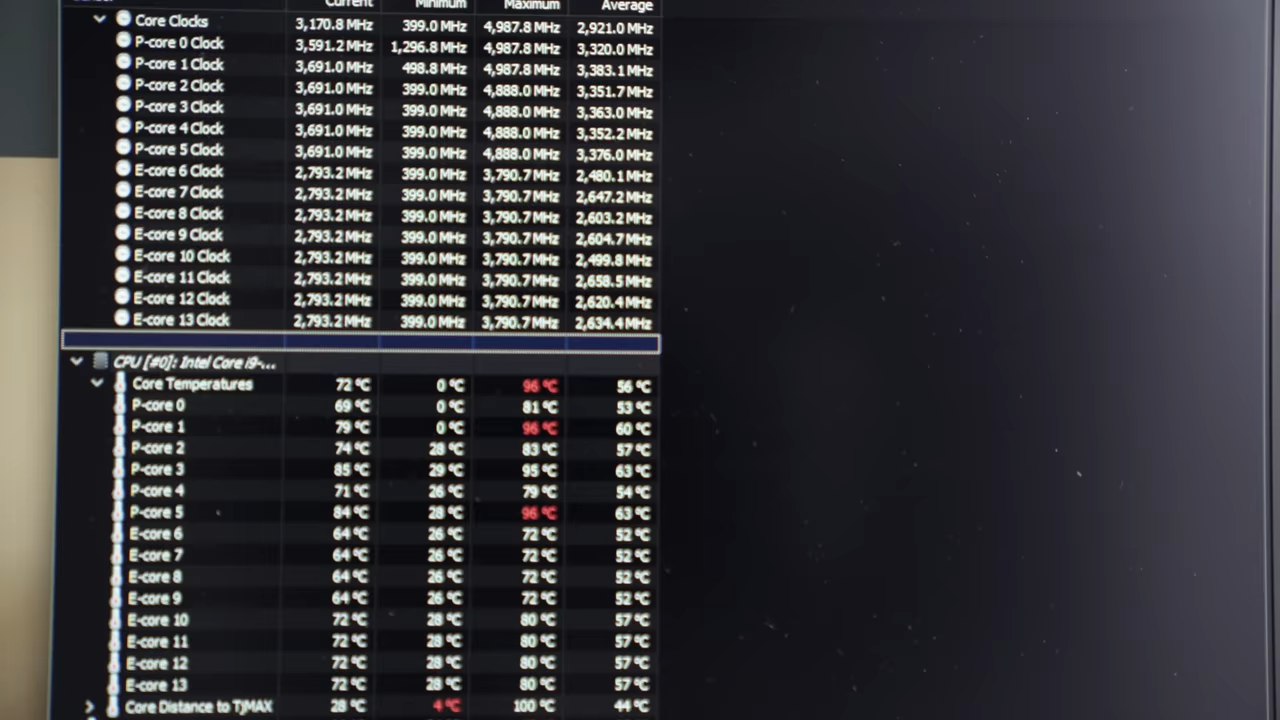 Current Minimum Maximum Average
Core Clocks 3,170.8 MHz 399.0 MHz 4,987.8 MHz 2,921.0 MHz
P-core 0 Clock 3,591.2 MHz 1,296.8 MHz 4,987.8 MHz 3,320.0 MHz
P-core 1 Clock 3,691.0 MHz 498.8 MHz 4,987.8 MHz 3,383.1 MHz
P-core 2 Clock 3,691.0 MHz 399.0 MHz 4,888.0 MHz 3,351.7 MHz
P-core 3 Clock 3,691.0 MHz 399.0 MHz 4,888.0 MHz 3,363.0 MHz
P-core 4 Clock 3,691.0 MHz 399.0 MHz 4,888.0 MHz 3,352.2 MHz
P-core 5 Clock 3,691.0 MHz 399.0 MHz 4,888.0 MHz 3,376.0 MHz
E-core 6 Clock 2,793.2 MHz 399.0 MHz 3,790.7 MHz 2,480.1 MHz
E-core 7 Clock 2,793.2 MHz 399.0 MHz 3,790.7 MHz 2,647.2 MHz
E-core 8 Clock 2,793.2 MHz 399.0 MHz 3,790.7 MHz 2,603.2 MHz
E-core 9 Clock 2,793.2 MHz 399.0 MHz 3,790.7 MHz 2,604.7 MHz
E-core 10 Clock 2,793.2 MHz 399.0 MHz 3,790.7 MHz 2,499.8 MHz
E-core 11 Clock 2,793.2 MHz 399.0 MHz 3,790.7 MHz 2,658.5 MHz
E-core 12 Clock 2,793.2 MHz 399.0 MHz 3,790.7 MHz 2,620.4 MHz
E-core 13 Clock 2,793.2 MHz 399.0 MHz 3,790.7 MHz 2,634.4 MHz
CPU [#0]: Intel Core i9-...
Core Temperatures 72 °C 0 °C 96 °C 56 °C
P-core 0 69 °C 0 °C 81 °C 53 °C
P-core 1 79 °C 0 °C 96 °C 60 °C
P-core 2 74 °C 28 °C 83 °C 57 °C
P-core 3 85 °C 29 °C 95 °C 63 °C
P-core 4 71 °C 26 °C 79 °C 54 °C
P-core 5 84 °C 28 °C 96 °C 63 °C
E-core 6 64 °C 26 °C 72 °C 52 °C
E-core 7 64 °C 26 °C 72 °C 52 °C
E-core 8 64 °C 26 °C 72 °C 52 °C
E-core 9 64 °C 26 °C 72 °C 52 °C
E-core 10 72 °C 28 °C 80 °C 57 °C
E-core 11 72 °C 28 °C 80 °C 57 °C
E-core 12 72 °C 28 °C 80 °C 57 °C
E-core 13 72 °C 28 °C 80 °C 57 °C
Core Distance to TjMAX 28 °C 4 °C 100 °C 44 °C